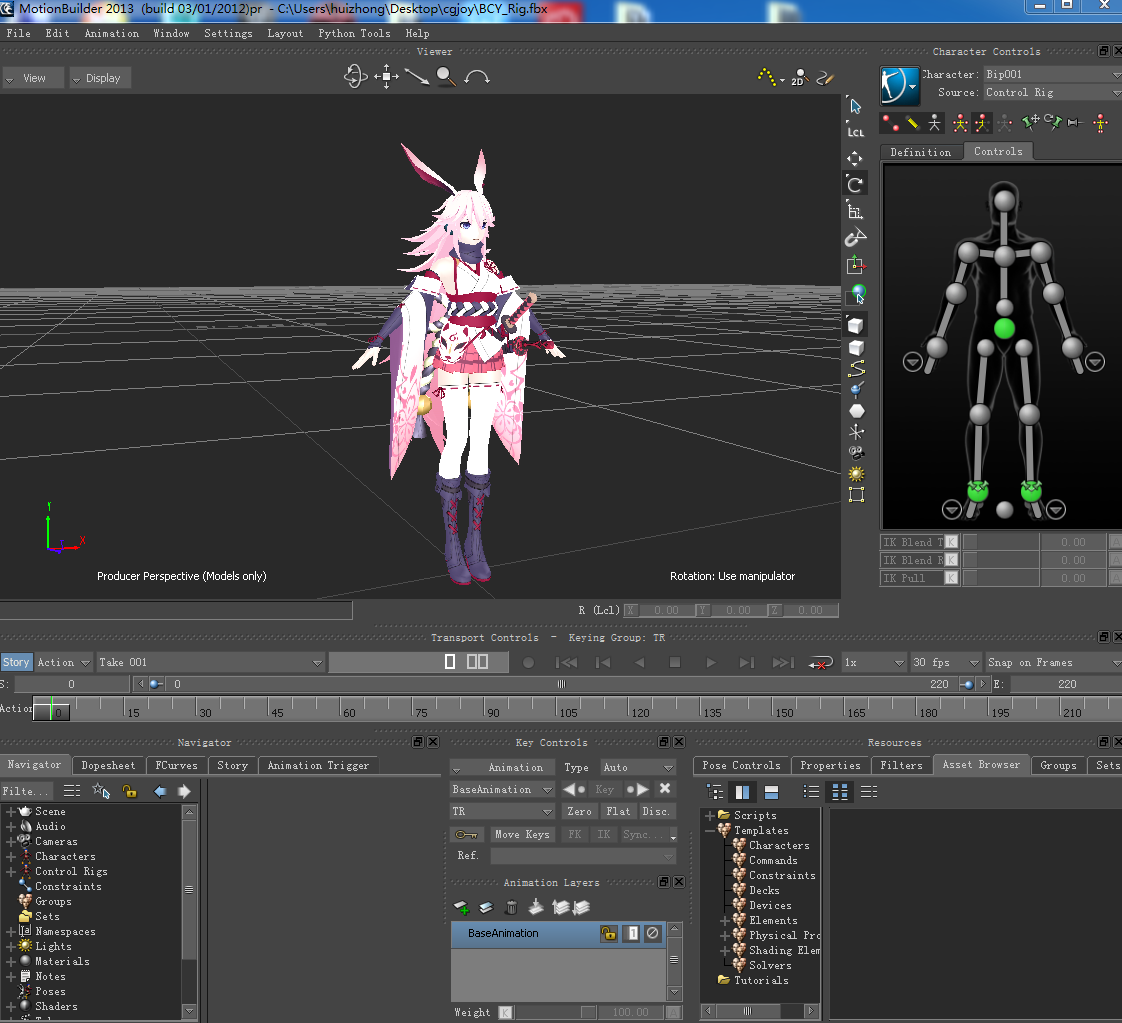 MotionBuilder 2013 (build 03/01/2012)pr - C:\Users\huizhong\Desktop\cgjoy\BCY_Rig.fbx
File Edit Animation Window Settings Layout Python Tools Help
Viewer
Character Controls
View Display
2D
Character: Bip001
Source: Control Rig
LCL
Definition Controls
Y
X
Producer Perspective (Models only)
Rotation: Use manipulator
IK Blend T K 0.00 A
IK Blend R K 0.00 A
IK Pull K 0.00 A
R (Lcl) X 0.00 Y 0.00 Z 0.00
Transport Controls - Keying Group: TR
Story Action Take 001 1x 30 fps Snap on Frames
S: 0 0 220 E: 220
Action 0 15 30 45 60 75 90 105 120 135 150 165 180 195 210
Navigator
Key Controls
Resources
Navigator Dopesheet FCurves Story Animation Trigger
Animation Type Auto
Pose Controls Properties Filters Asset Browser Groups Sets
Filte...
BaseAnimation Key
TR Zero Flat Disc.
Move Keys FK IK Sync...
Ref.
Scene
Audio
Cameras
Characters
Control Rigs
Constraints
Groups
Sets
Namespaces
Lights
Materials
Notes
Poses
Shaders
Animation Layers
BaseAnimation 1
Weight K 100.00 A
Scripts
Templates
Characters
Commands
Constraints
Decks
Devices
Elements
Physical Pro
Shading Elem
Solvers
Tutorials